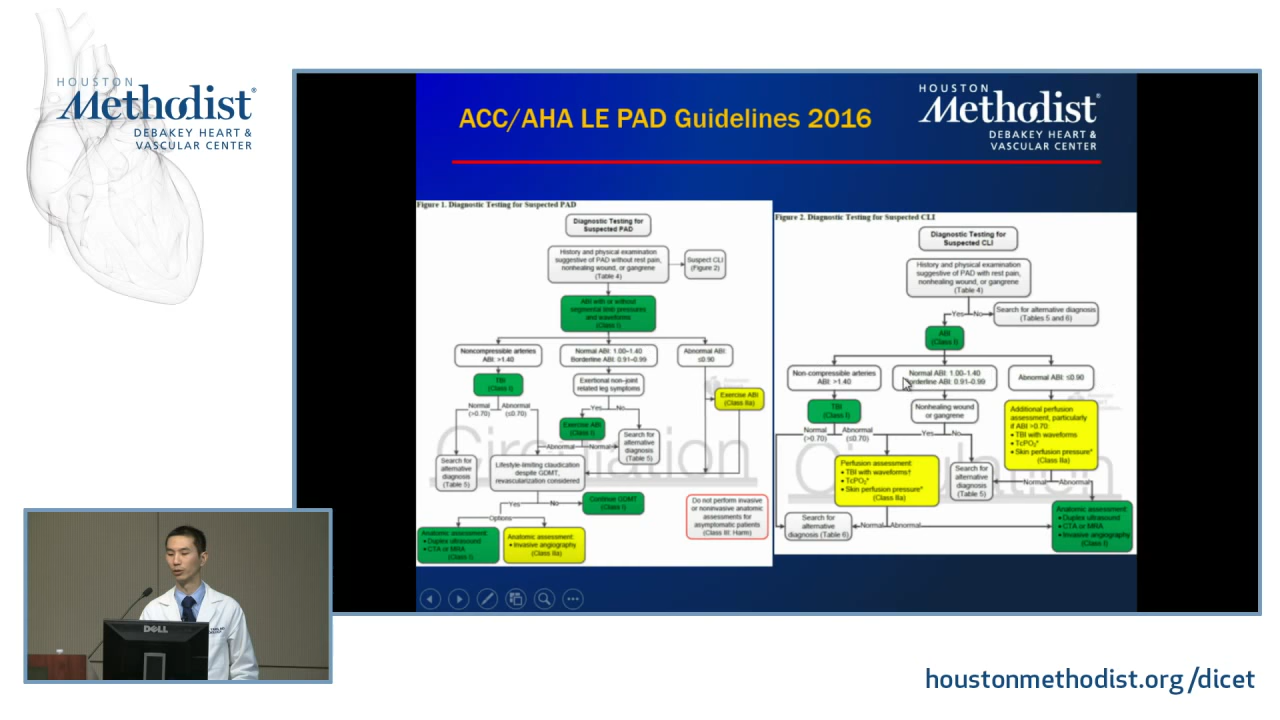 HOUSTON
Methodist®
DEBAKEY HEART &
VASCULAR CENTER
ACC/AHA LE PAD Guidelines 2016
HOUSTON
Methodist®
DEBAKEY HEART &
VASCULAR CENTER
Figure 1. Diagnostic Testing for Suspected PAD
Diagnostic Testing for
Suspected PAD
History and physical examination
suggestive of PAD without rest pain,
nonhealing wound, or gangrene
(Table 4)
Suspect CLI
(Figure 2)
ABI with or without
segmental limb pressures
and waveforms
(Class I)
Noncompressible arteries
ABI: >1.40
Normal ABI: 1.00–1.40
Borderline ABI: 0.91–0.99
Abnormal ABI:
≤0.90
TBI
(Class I)
Exertional non–joint
related leg symptoms
Exercise ABI
(Class IIa)
Normal
(>0.70)
Abnormal
(≤0.70)
Yes
No
Exercise ABI
(Class I)
Abnormal
Normal
Search for
alternative
diagnosis
(Table 5)
Search for
alternative
diagnosis
(Table 5)
Lifestyle-limiting claudication
despite GDMT,
revascularization considered
Yes
No
Continue GDMT
(Class I)
Options
Anatomic assessment:
• Duplex ultrasound
• CTA or MRA
(Class I)
Anatomic assessment:
• Invasive angiography
(Class IIa)
Do not perform invasive
or noninvasive anatomic
assessments for
asymptomatic patients
(Class III: Harm)
Circulation
Figure 2. Diagnostic Testing for Suspected CLI
Diagnostic Testing for
Suspected CLI
History and physical examination
suggestive of PAD with rest pain,
nonhealing wound, or gangrene
(Table 4)
Yes
No
Search for alternative diagnosis
(Tables 5 and 6)
ABI
(Class I)
Non-compressible arteries
ABI: >1.40
Normal ABI: 1.00–1.40
Borderline ABI: 0.91–0.99
Abnormal ABI: ≤0.90
TBI
(Class I)
Nonhealing wound
or gangrene
Additional perfusion
assessment, particularly
if ABI >0.70:
• TBI with waveforms
• TcPO₂*
• Skin perfusion pressure*
(Class IIa)
Normal
(>0.70)
Abnormal
(≤0.70)
Yes
No
Perfusion assessment:
• TBI with waveforms†
• TcPO₂*
• Skin perfusion pressure*
(Class IIa)
Search for
alternative
diagnosis
(Table 5)
Normal
Abnormal
Search for
alternative
diagnosis (Table 6)
Normal
Abnormal
Anatomic assessment:
• Duplex ultrasound
• CTA or MRA
• Invasive angiography
(Class I)
DELL
houstonmethodist.org/dicet